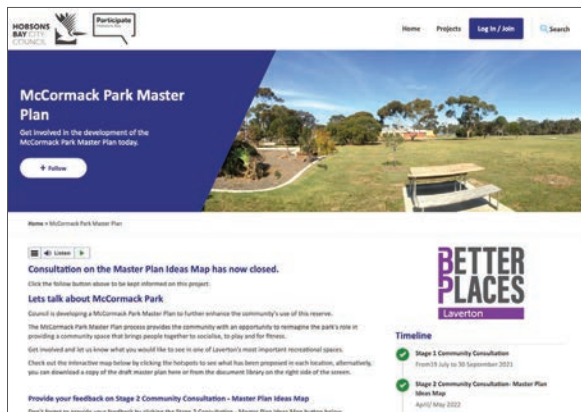 HOBSONS
BAY CITY
COUNCIL
Participate
Home
Projects
Log In / Join
Search
McCormack Park Master
Plan
Get involved in the development of the
McCormack Park Master Plan today.
+ Follow
Home » McCormack Park Master Plan
Listen
Consultation on the Master Plan Ideas Map has now closed.
Click the follow button above to be kept informed on this project.
Lets talk about McCormack Park
Council is developing a McCormack Park Master Plan to further enhance the community's use of this reserve.
The McCormack Park Master Plan process provides the community with an opportunity to reimagine the park's role in
providing a community space that brings people together to socialise, to play and for fitness.
Get involved and let us know what you would like to see in one of Laverton's most important recreational spaces.
Check out the interactive map below by clicking the hotspots to see what has been proposed in each location, alternatively,
you can download a copy of the draft master plan here or from the document library on the right side of the screen.
Provide your feedback on Stage 2 Community Consultation - Master Plan Ideas Map
BETTER
PLACES
Laverton
Timeline
Stage 1 Community Consultation
From19 July to 30 September 2021
Stage 2 Community Consultation- Master Plan
Ideas Map
April/ May 2022